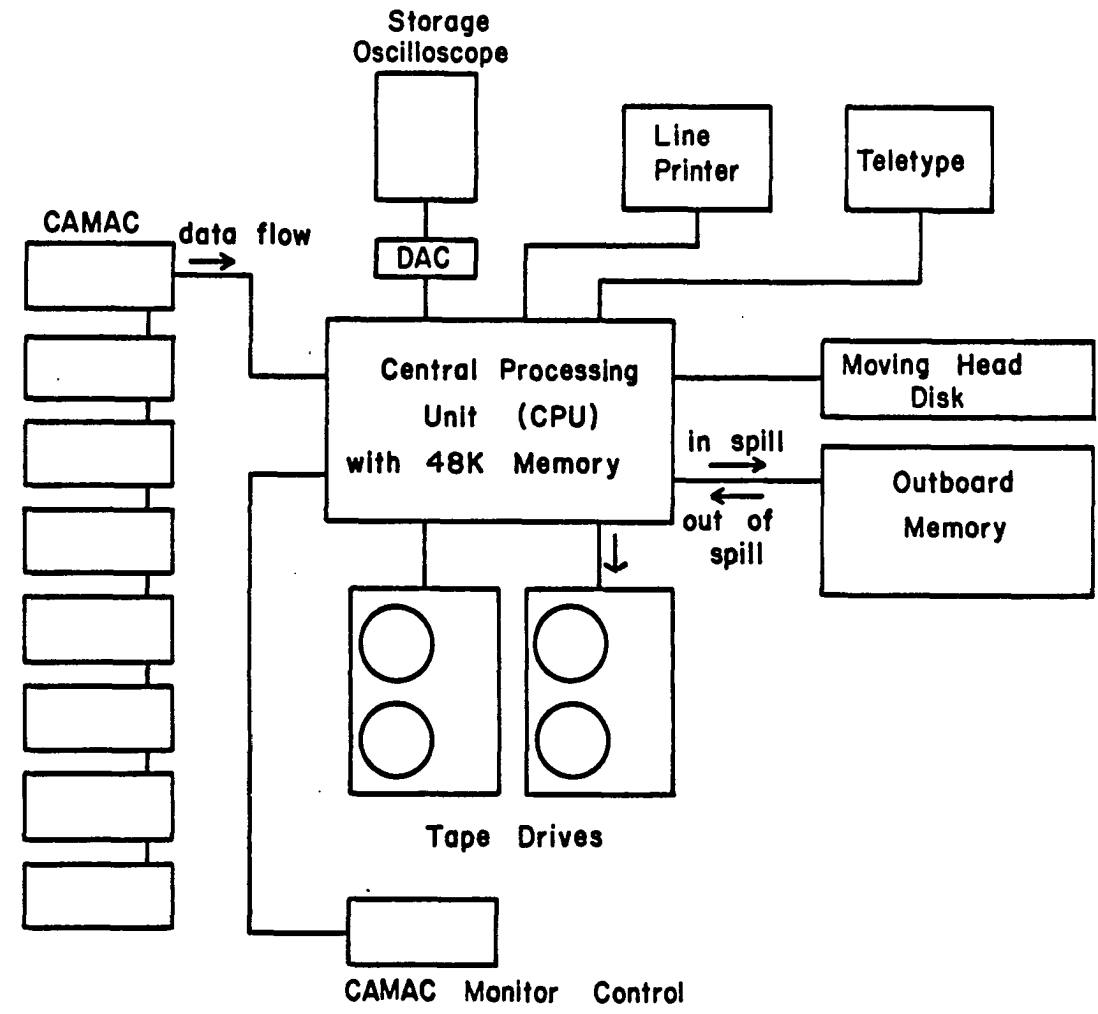 Storage
Oscilloscope
Line
Printer
Teletype
CAMAC
data flow
DAC
Central Processing
Unit (CPU)
with 48K Memory
Moving Head
Disk
in spill
out of
spill
Outboard
Memory
Tape Drives
CAMAC Monitor Control